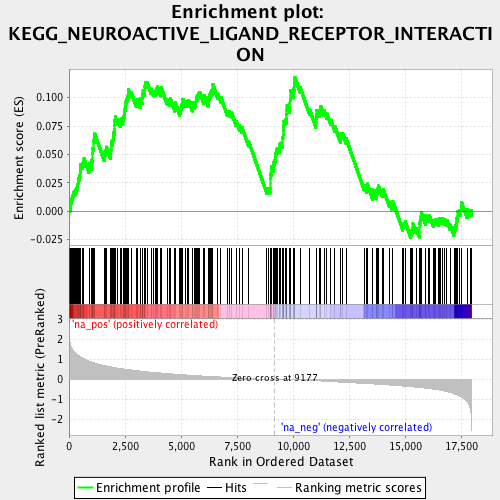 Enrichment plot:
KEGG_NEUROACTIVE_LIGAND_RECEPTOR_INTERACTI
ON
Enrichment score (ES)
0.100
0.075
0.050
0.025
0.000
-0.025
'na_pos' (positively correlated)
Ranked list metric (PreRanked)
3
2
1
0
-1
-2
Zero cross at 9177
'na_neg' (negatively correlated)
0
2,500
5,000
7,500
10,000
12,500
15,000
17,500
Rank in Ordered Dataset
Enrichment profile
Hits
Ranking metric scores